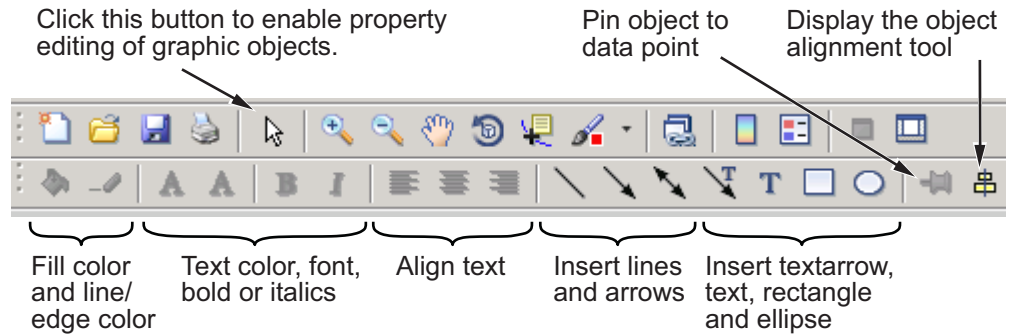 Click this button to enable property
editing of graphic objects.
Pin object to
data point
Display the object
alignment tool
A A B I
T T
Fill color
and line/
edge color
Text color, font,
bold or italics
Align text
Insert lines
and arrows
Insert textarrow,
text, rectangle
and ellipse